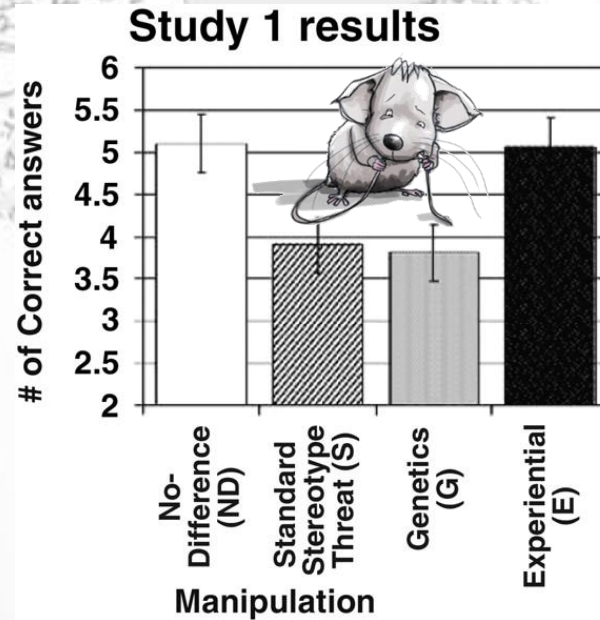 Study 1 results
# of Correct answers
6
5.5
5
4.5
4
3.5
3
2.5
2
No-
Difference
(ND)
Standard
Stereotype
Threat (S)
Genetics
(G)
Experiential
(E)
Manipulation